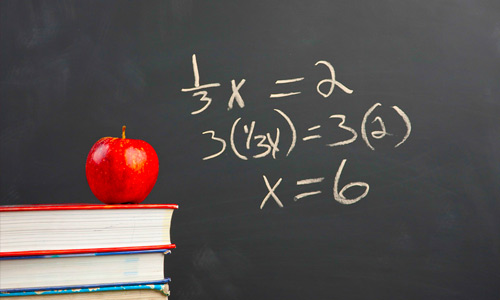 1/3 x = 2
3(1/3x) = 3(2)
x = 6